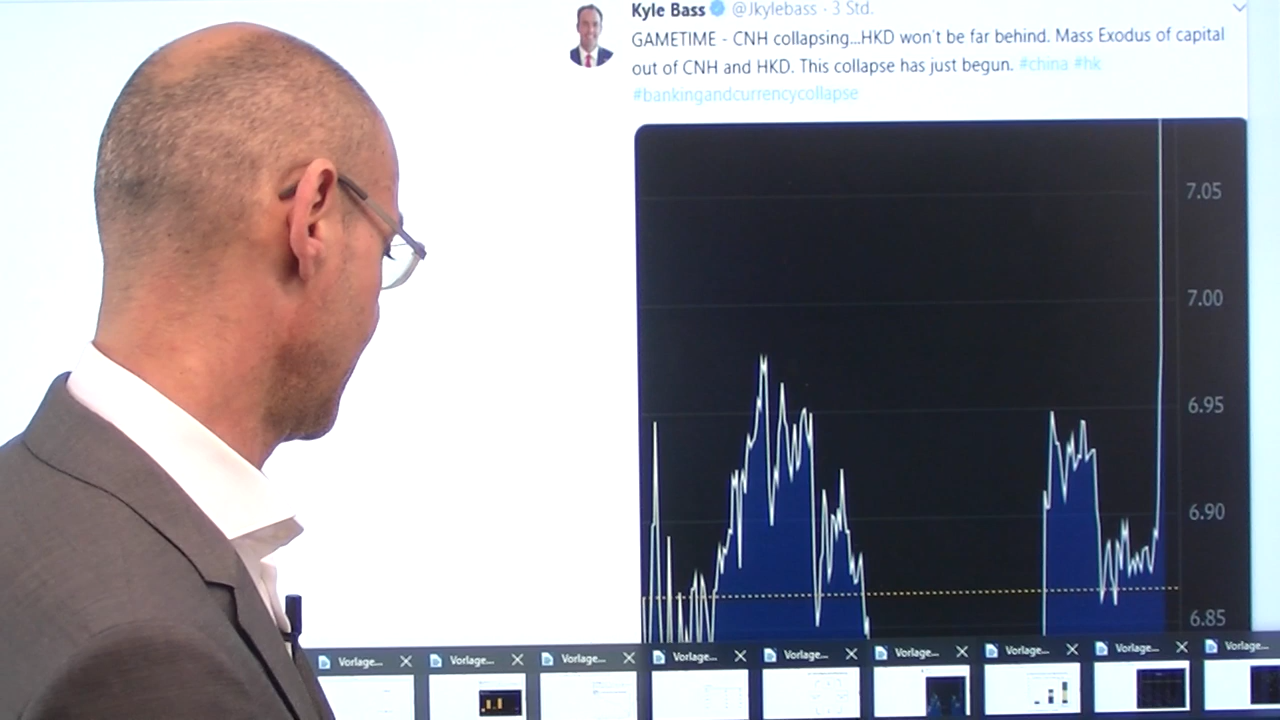 Kyle Bass @Jkylebass · 3 Std.
GAMETIME - CNH collapsing...HKD won't be far behind. Mass Exodus of capital
out of CNH and HKD. This collapse has just begun. #china #hk
#bankingandcurrencycollapse
7.05
7.00
6.95
6.90
6.85
Vorlage... Vorlage... Vorlage... Vorlage... Vorlage... Vorlage... Vorlage... Vorlage... Vorlage...